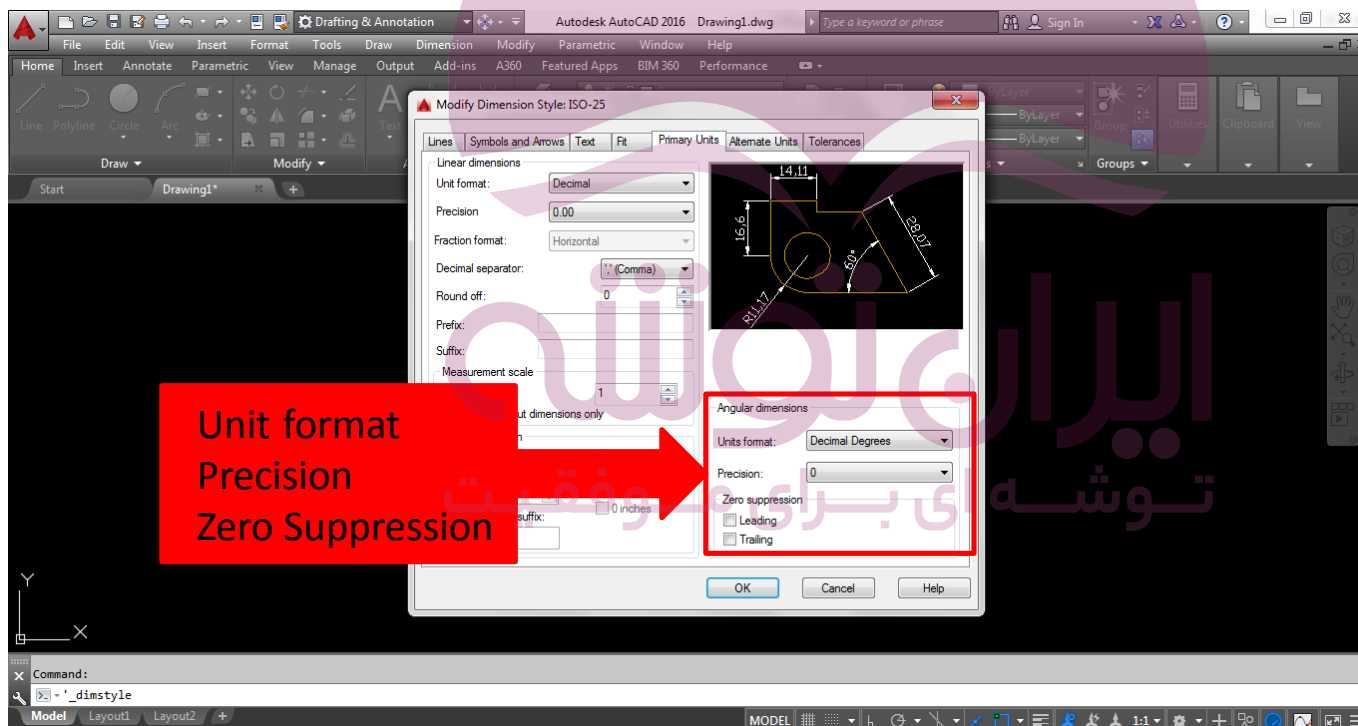 Drafting & Annotation
Autodesk AutoCAD 2016 Drawing1.dwg
Type a keyword or phrase
Sign In
File Edit View Insert Format Tools Draw Dimension Modify Parametric Window Help
Home Insert Annotate Parametric View Manage Output Add-ins A360 Featured Apps BIM 360 Performance
Line Polyline Circle Arc
Text
ByLayer
ByLayer
ByLayer
Group
Utilities Clipboard View
Draw Modify
Groups
Start Drawing1*
Modify Dimension Style: ISO-25
Lines Symbols and Arrows Text Fit Primary Units Alternate Units Tolerances
Linear dimensions
Unit format: Decimal
Precision 0.00
Fraction format: Horizontal
Decimal separator: ',' (Comma)
Round off: 0
Prefix:
Suffix:
Measurement scale
1
ut dimensions only
0 inches
suffix:
14,11
16,6
28,07
60°
R11,17
Angular dimensions
Units format: Decimal Degrees
Precision: 0
Zero suppression
Leading
Trailing
OK Cancel Help
Unit format
Precision
Zero Suppression
ایران توشه
توشه ای برای موفقیت
Y
X
Command:
'_dimstyle
Model Layout1 Layout2 +
MODEL
1:1